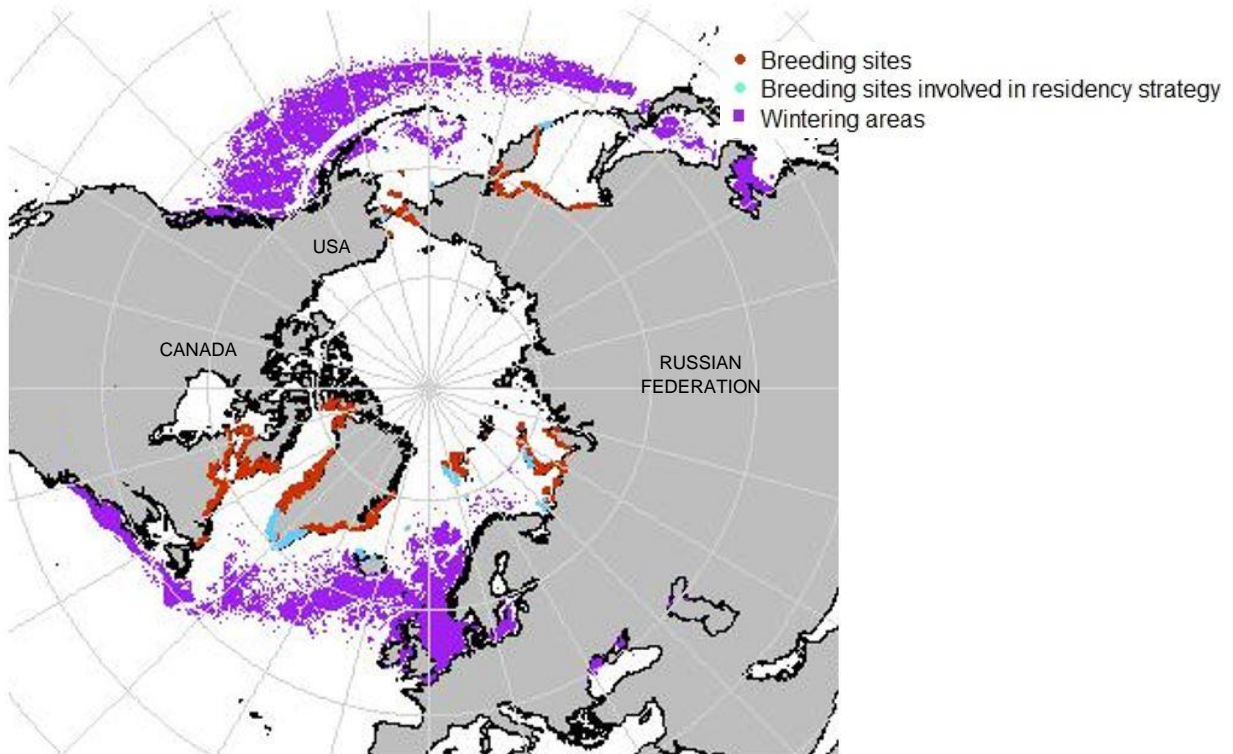 Breeding sites
Breeding sites involved in residency strategy
Wintering areas
USA
CANADA
RUSSIAN
FEDERATION